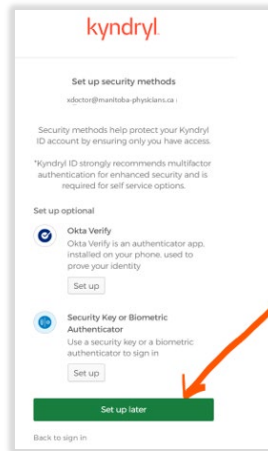 kyndryl
Set up security methods
xdoctor@manitoba-physicians.ca
Security methods help protect your Kyndryl
ID account by ensuring only you have access.
*Kyndryl ID strongly recommends multifactor
authentication for enhanced security and is
required for self service options.
Set up optional
Okta Verify
Okta Verify is an authenticator app,
installed on your phone, used to
prove your identity
Set up
Security Key or Biometric
Authenticator
Use a security key or a biometric
authenticator to sign in
Set up
Set up later
Back to sign in